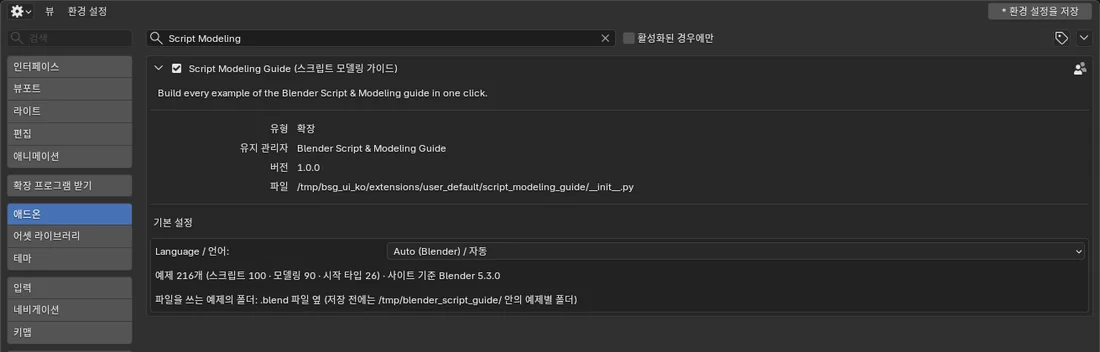 뷰 환경 설정 * 환경 설정을 저장
검색 Script Modeling 활성화된 경우에만
인터페이스
뷰포트
라이트
편집
애니메이션
확장 프로그램 받기
애드온
어셋 라이브러리
테마
입력
네비게이션
키맵
Script Modeling Guide (스크립트 모델링 가이드)
Build every example of the Blender Script & Modeling guide in one click.
유형 확장
유지 관리자 Blender Script & Modeling Guide
버전 1.0.0
파일 /tmp/bsg_ui_ko/extensions/user_default/script_modeling_guide/__init__.py
기본 설정
Language / 언어: Auto (Blender) / 자동
예제 216개 (스크립트 100 · 모델링 90 · 시작 타입 26) · 사이트 기준 Blender 5.3.0
파일을 쓰는 예제의 폴더: .blend 파일 옆 (저장 전에는 /tmp/blender_script_guide/ 안의 예제별 폴더)